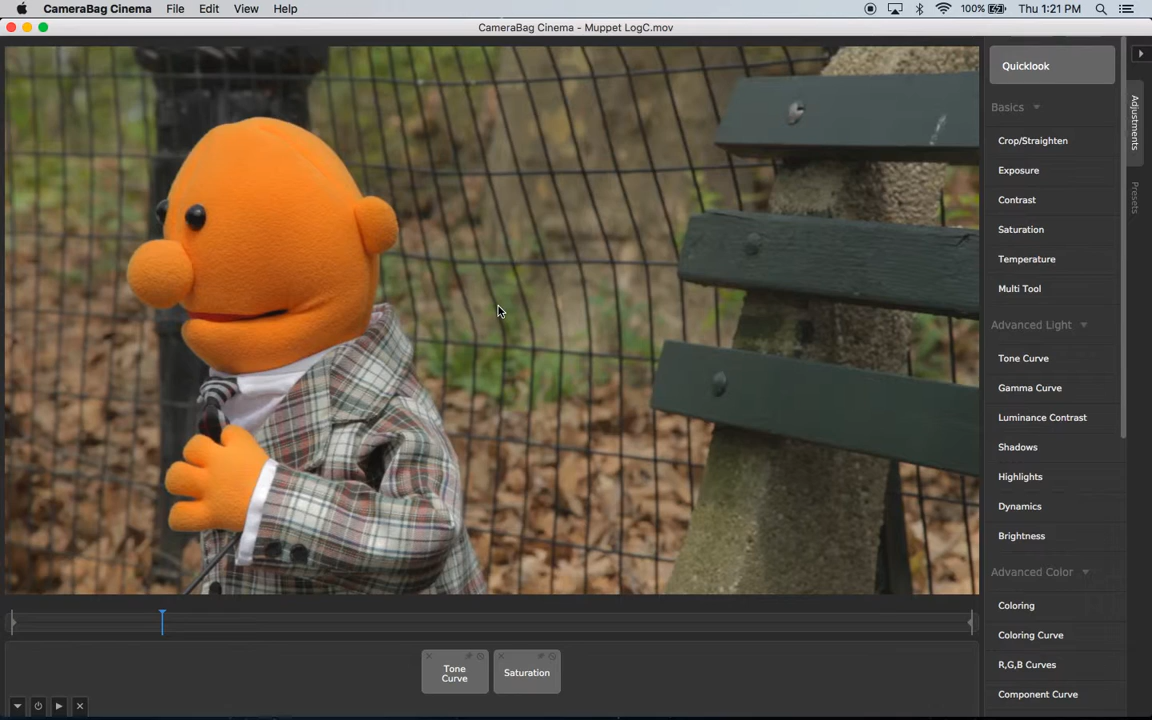 CameraBag Cinema File Edit View Help 100% Thu 1:21 PM
CameraBag Cinema - Muppet LogC.mov
Quicklook
Basics
Crop/Straighten
Exposure
Contrast
Saturation
Temperature
Multi Tool
Advanced Light
Tone Curve
Gamma Curve
Luminance Contrast
Shadows
Highlights
Dynamics
Brightness
Advanced Color
Coloring
Coloring Curve
R,G,B Curves
Component Curve
Adjustments
Presets
Tone
Curve
Saturation